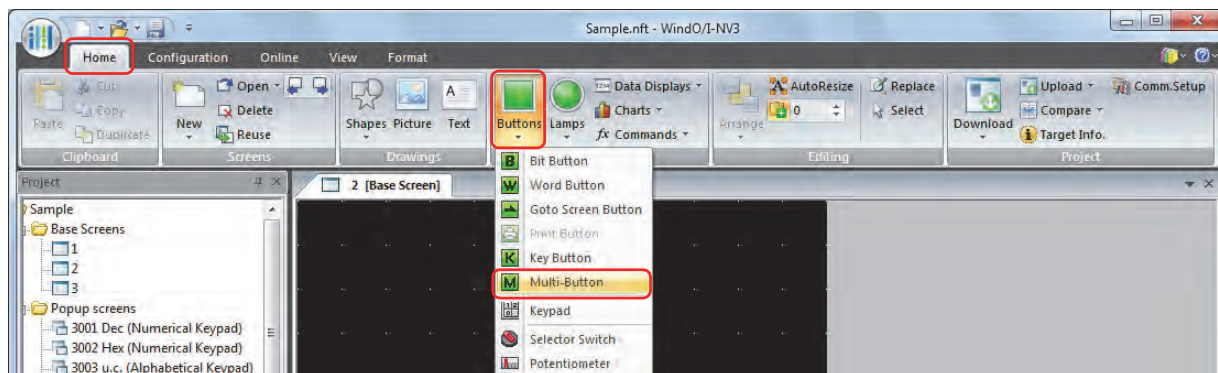 Sample.nft - WindO/I-NV3
Home Configuration Online View Format
Paste
Cut
Copy
Duplicate
Clipboard
New
Open
Delete
Reuse
Screens
Shapes Picture Text
A
Drawings
Buttons Lamps
Data Displays
Charts
fx Commands
Arrange
AutoResize
0
Replace
Select
Editing
Download
Upload
Compare
Target Info.
Comm.Setup
Project
Project
Sample
Base Screens
1
2
3
Popup screens
3001 Dec (Numerical Keypad)
3002 Hex (Numerical Keypad)
3003 u.c. (Alphabetical Keypad)
2 [Base Screen]
B Bit Button
W Word Button
Goto Screen Button
Print Button
K Key Button
M Multi-Button
Keypad
Selector Switch
Potentiometer